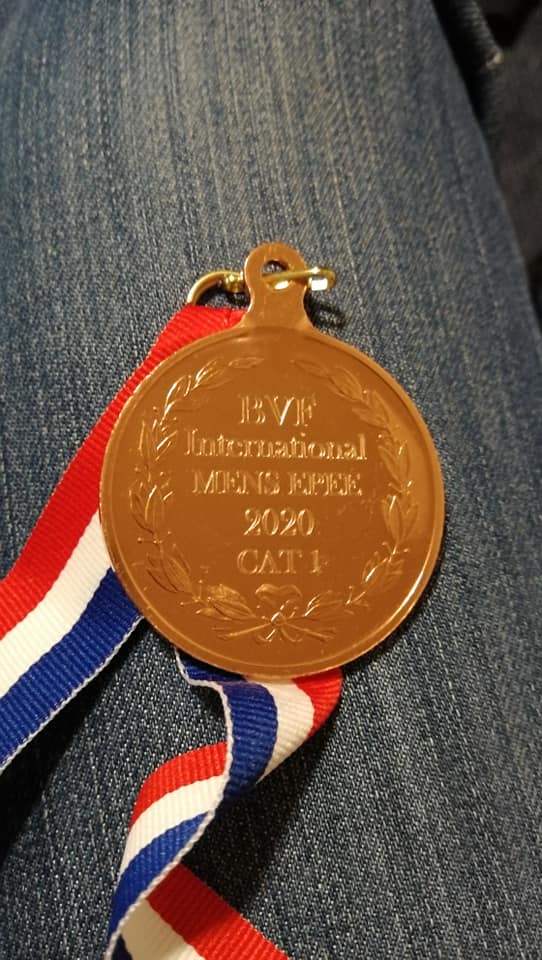 BVF
International
MENS EPEE
2020
CAT 1